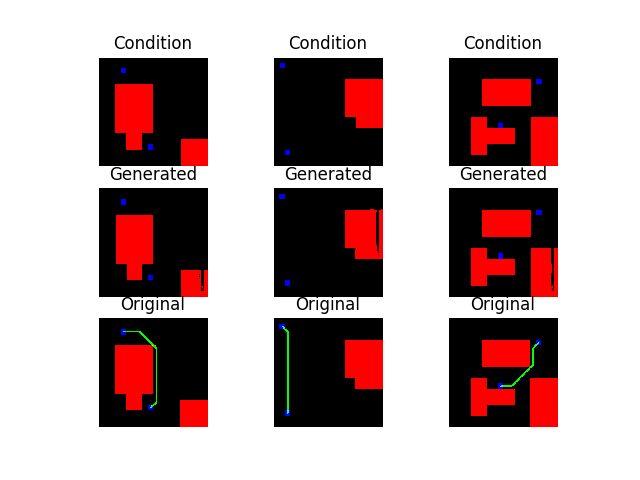 Condition Condition Condition
Generated Generated Generated
Original Original Original